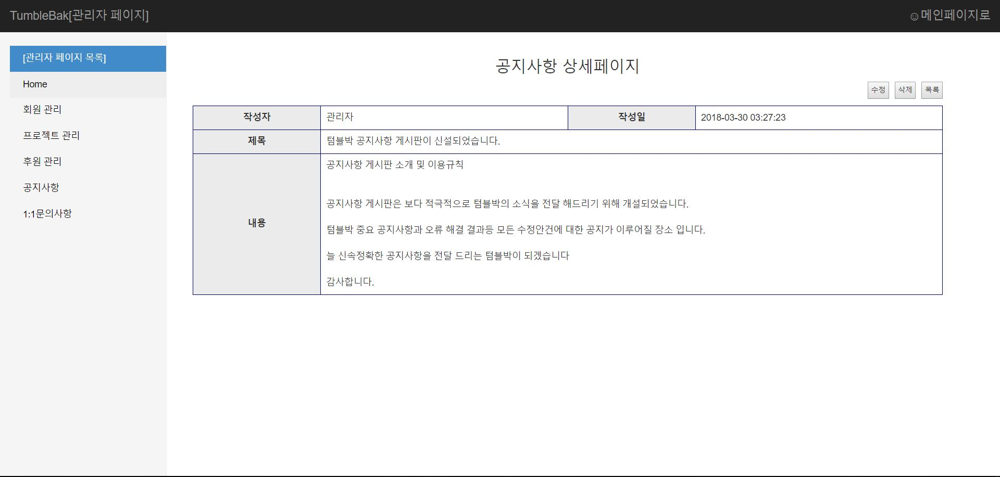 TumbleBak[관리자 페이지]
☺메인페이지로
[관리자 페이지 목록]
Home
회원 관리
프로젝트 관리
후원 관리
공지사항
1:1문의사항
공지사항 상세페이지
수정 삭제 목록
작성자 관리자 작성일 2018-03-30 03:27:23
제목 텀블박 공지사항 게시판이 신설되었습니다.
내용
공지사항 게시판 소개 및 이용규칙
공지사항 게시판은 보다 적극적으로 텀블박의 소식을 전달 해드리기 위해 개설되었습니다.
텀블박 중요 공지사항과 오류 해결 결과등 모든 수정안건에 대한 공지가 이루어질 장소 입니다.
늘 신속정확한 공지사항을 전달 드리는 텀블박이 되겠습니다
감사합니다.